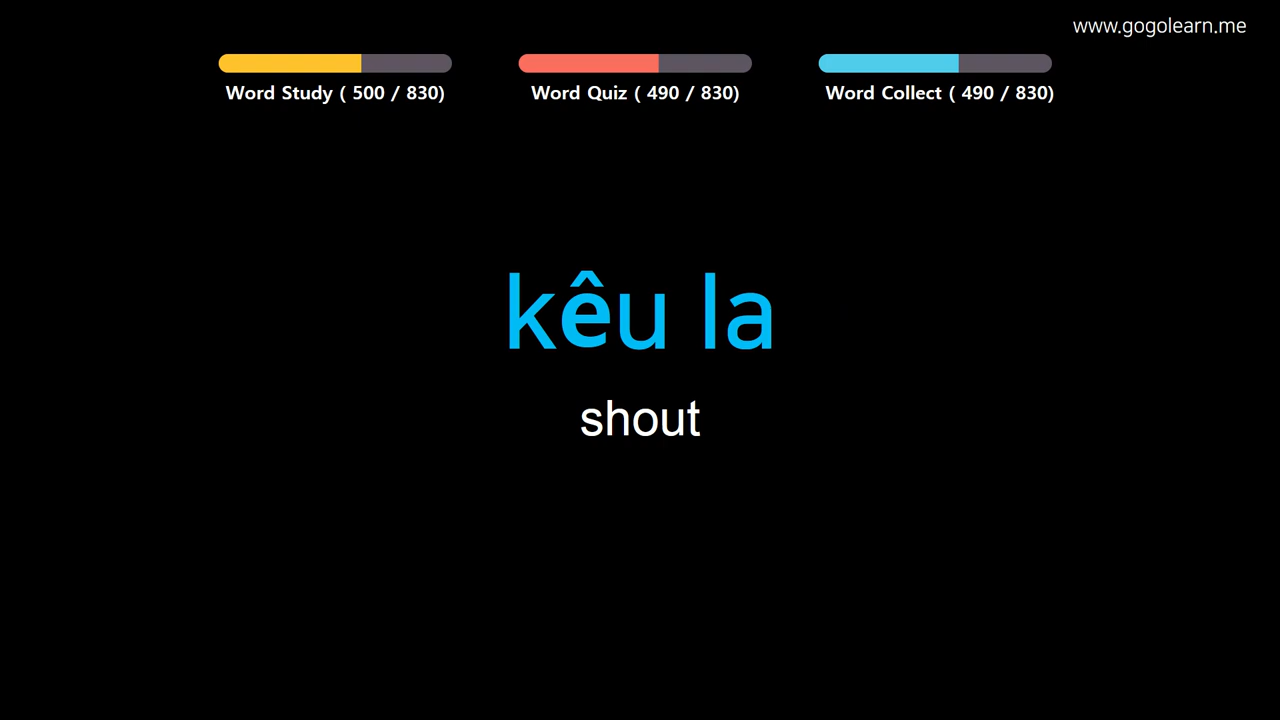 www.gogolearn.me
Word Study ( 500 / 830)
Word Quiz ( 490 / 830)
Word Collect ( 490 / 830)
kêu la
shout